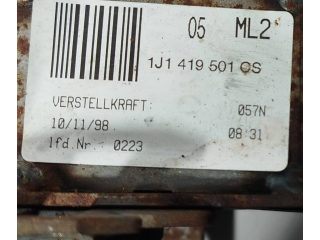 05 ML2
1J1 419 501 CS
VERSTELLKRAFT: 057N
10/11/98 08:31
lfd.Nr. 0223